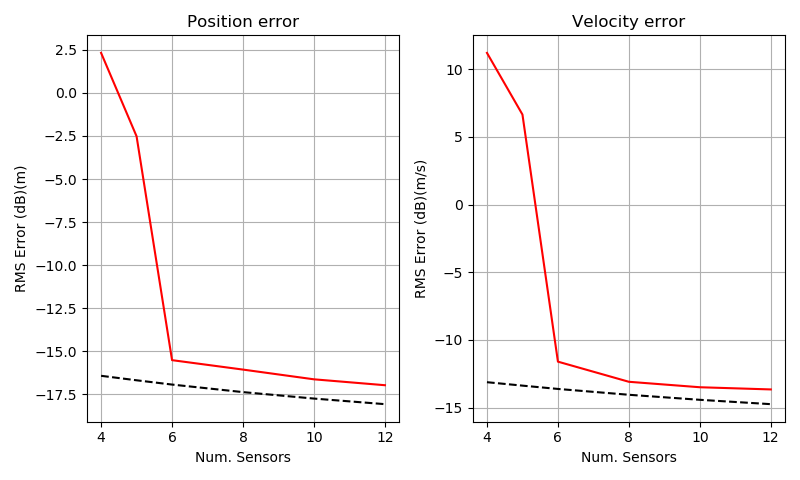 Position error
RMS Error (dB)(m)
2.5
0.0
−2.5
−5.0
−7.5
−10.0
−12.5
−15.0
−17.5
4 6 8 10 12
Num. Sensors
Velocity error
RMS Error (dB)(m/s)
10
5
0
−5
−10
−15
4 6 8 10 12
Num. Sensors